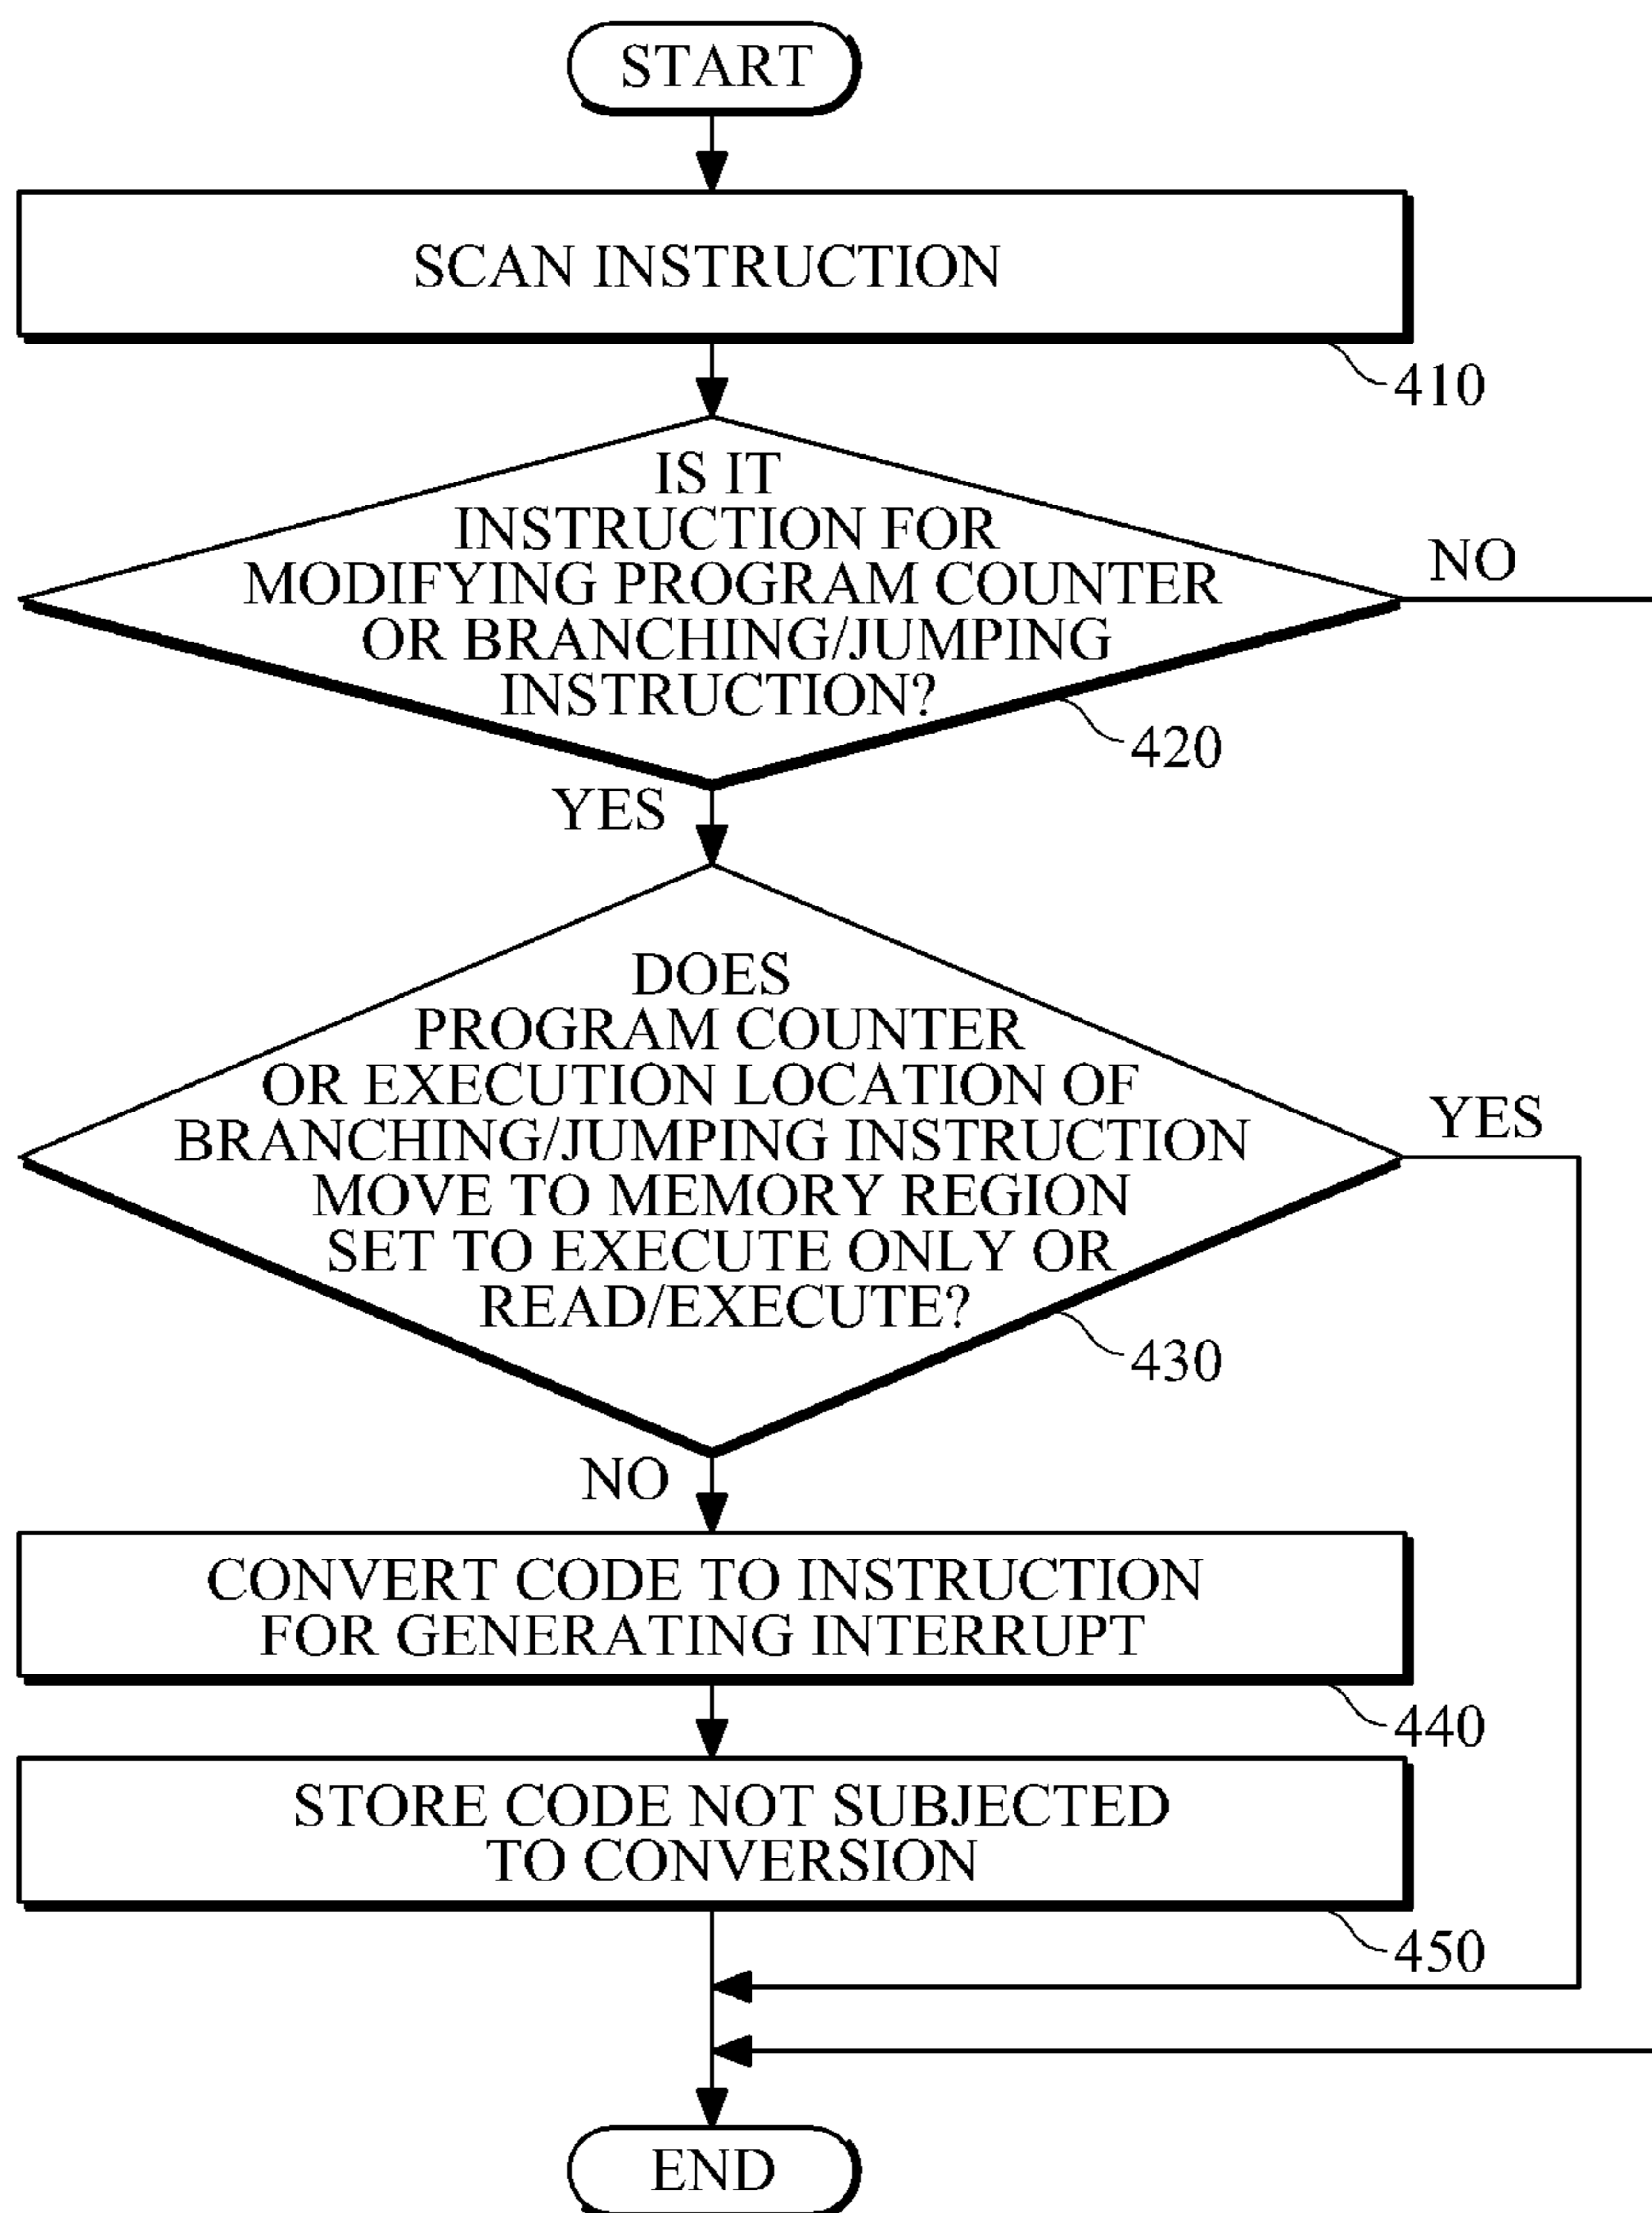 START
SCAN INSTRUCTION
410
IS IT
INSTRUCTION FOR
MODIFYING PROGRAM COUNTER
OR BRANCHING/JUMPING
INSTRUCTION?
NO
420
YES
DOES
PROGRAM COUNTER
OR EXECUTION LOCATION OF
BRANCHING/JUMPING INSTRUCTION
MOVE TO MEMORY REGION
SET TO EXECUTE ONLY OR
READ/EXECUTE?
YES
430
NO
CONVERT CODE TO INSTRUCTION
FOR GENERATING INTERRUPT
440
STORE CODE NOT SUBJECTED
TO CONVERSION
450
END